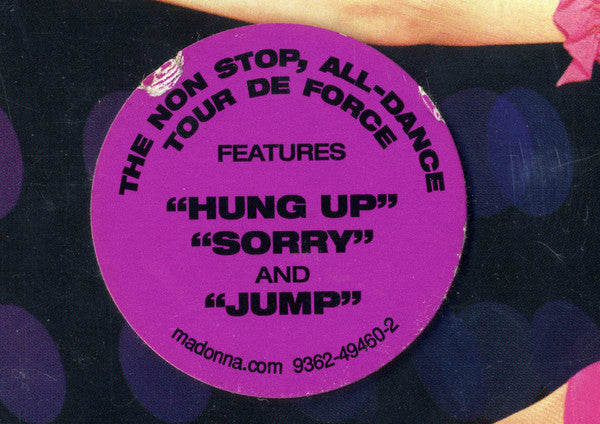 THE NON STOP, ALL-DANCE
TOUR DE FORCE
FEATURES
“HUNG UP”
“SORRY”
AND
“JUMP”
madonna.com 9362-49460-2